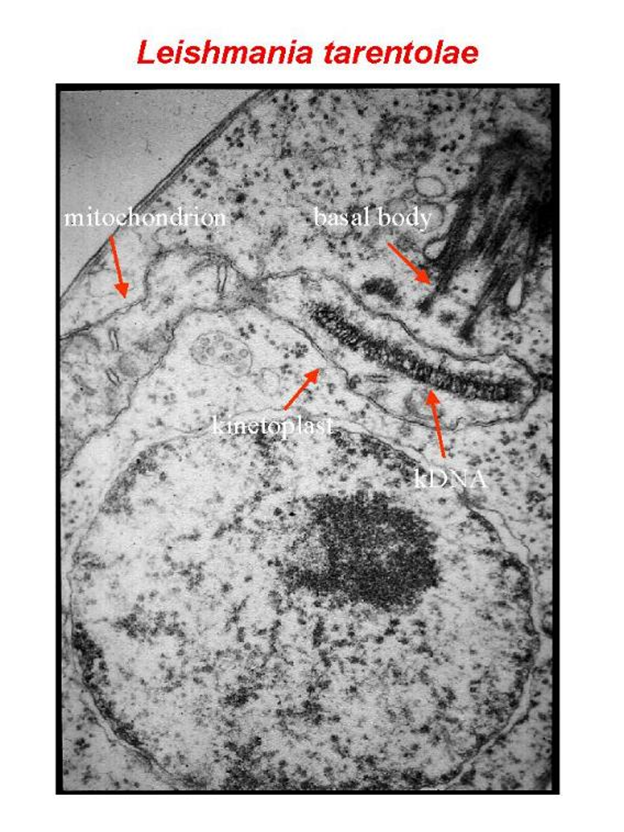 Leishmania tarentolae
mitochondrion
basal body
kinetoplast
kDNA